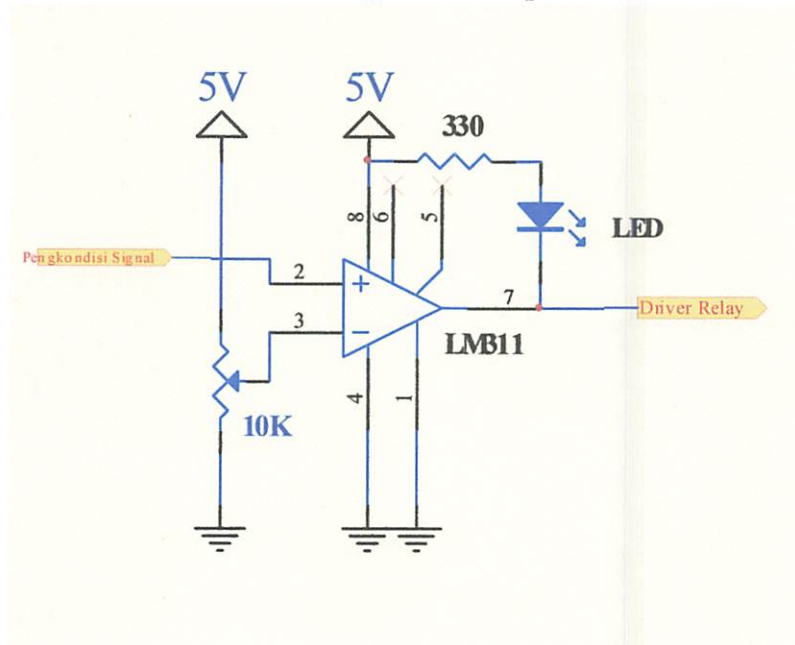 5V
5V
330
8
6
5
LED
Pengkondisi Signal
2
+
7
Driver Relay
3
−
LM311
4
1
10K